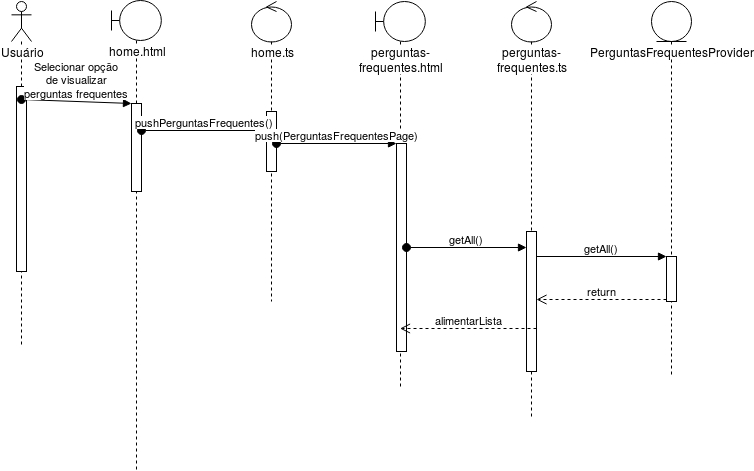 Usuário
home.html
home.ts
perguntas-
frequentes.html
perguntas-
frequentes.ts
PerguntasFrequentesProvider
Selecionar opção
de visualizar
perguntas frequentes
pushPerguntasFrequentes()
push(PerguntasFrequentesPage)
getAll()
getAll()
return
alimentarLista